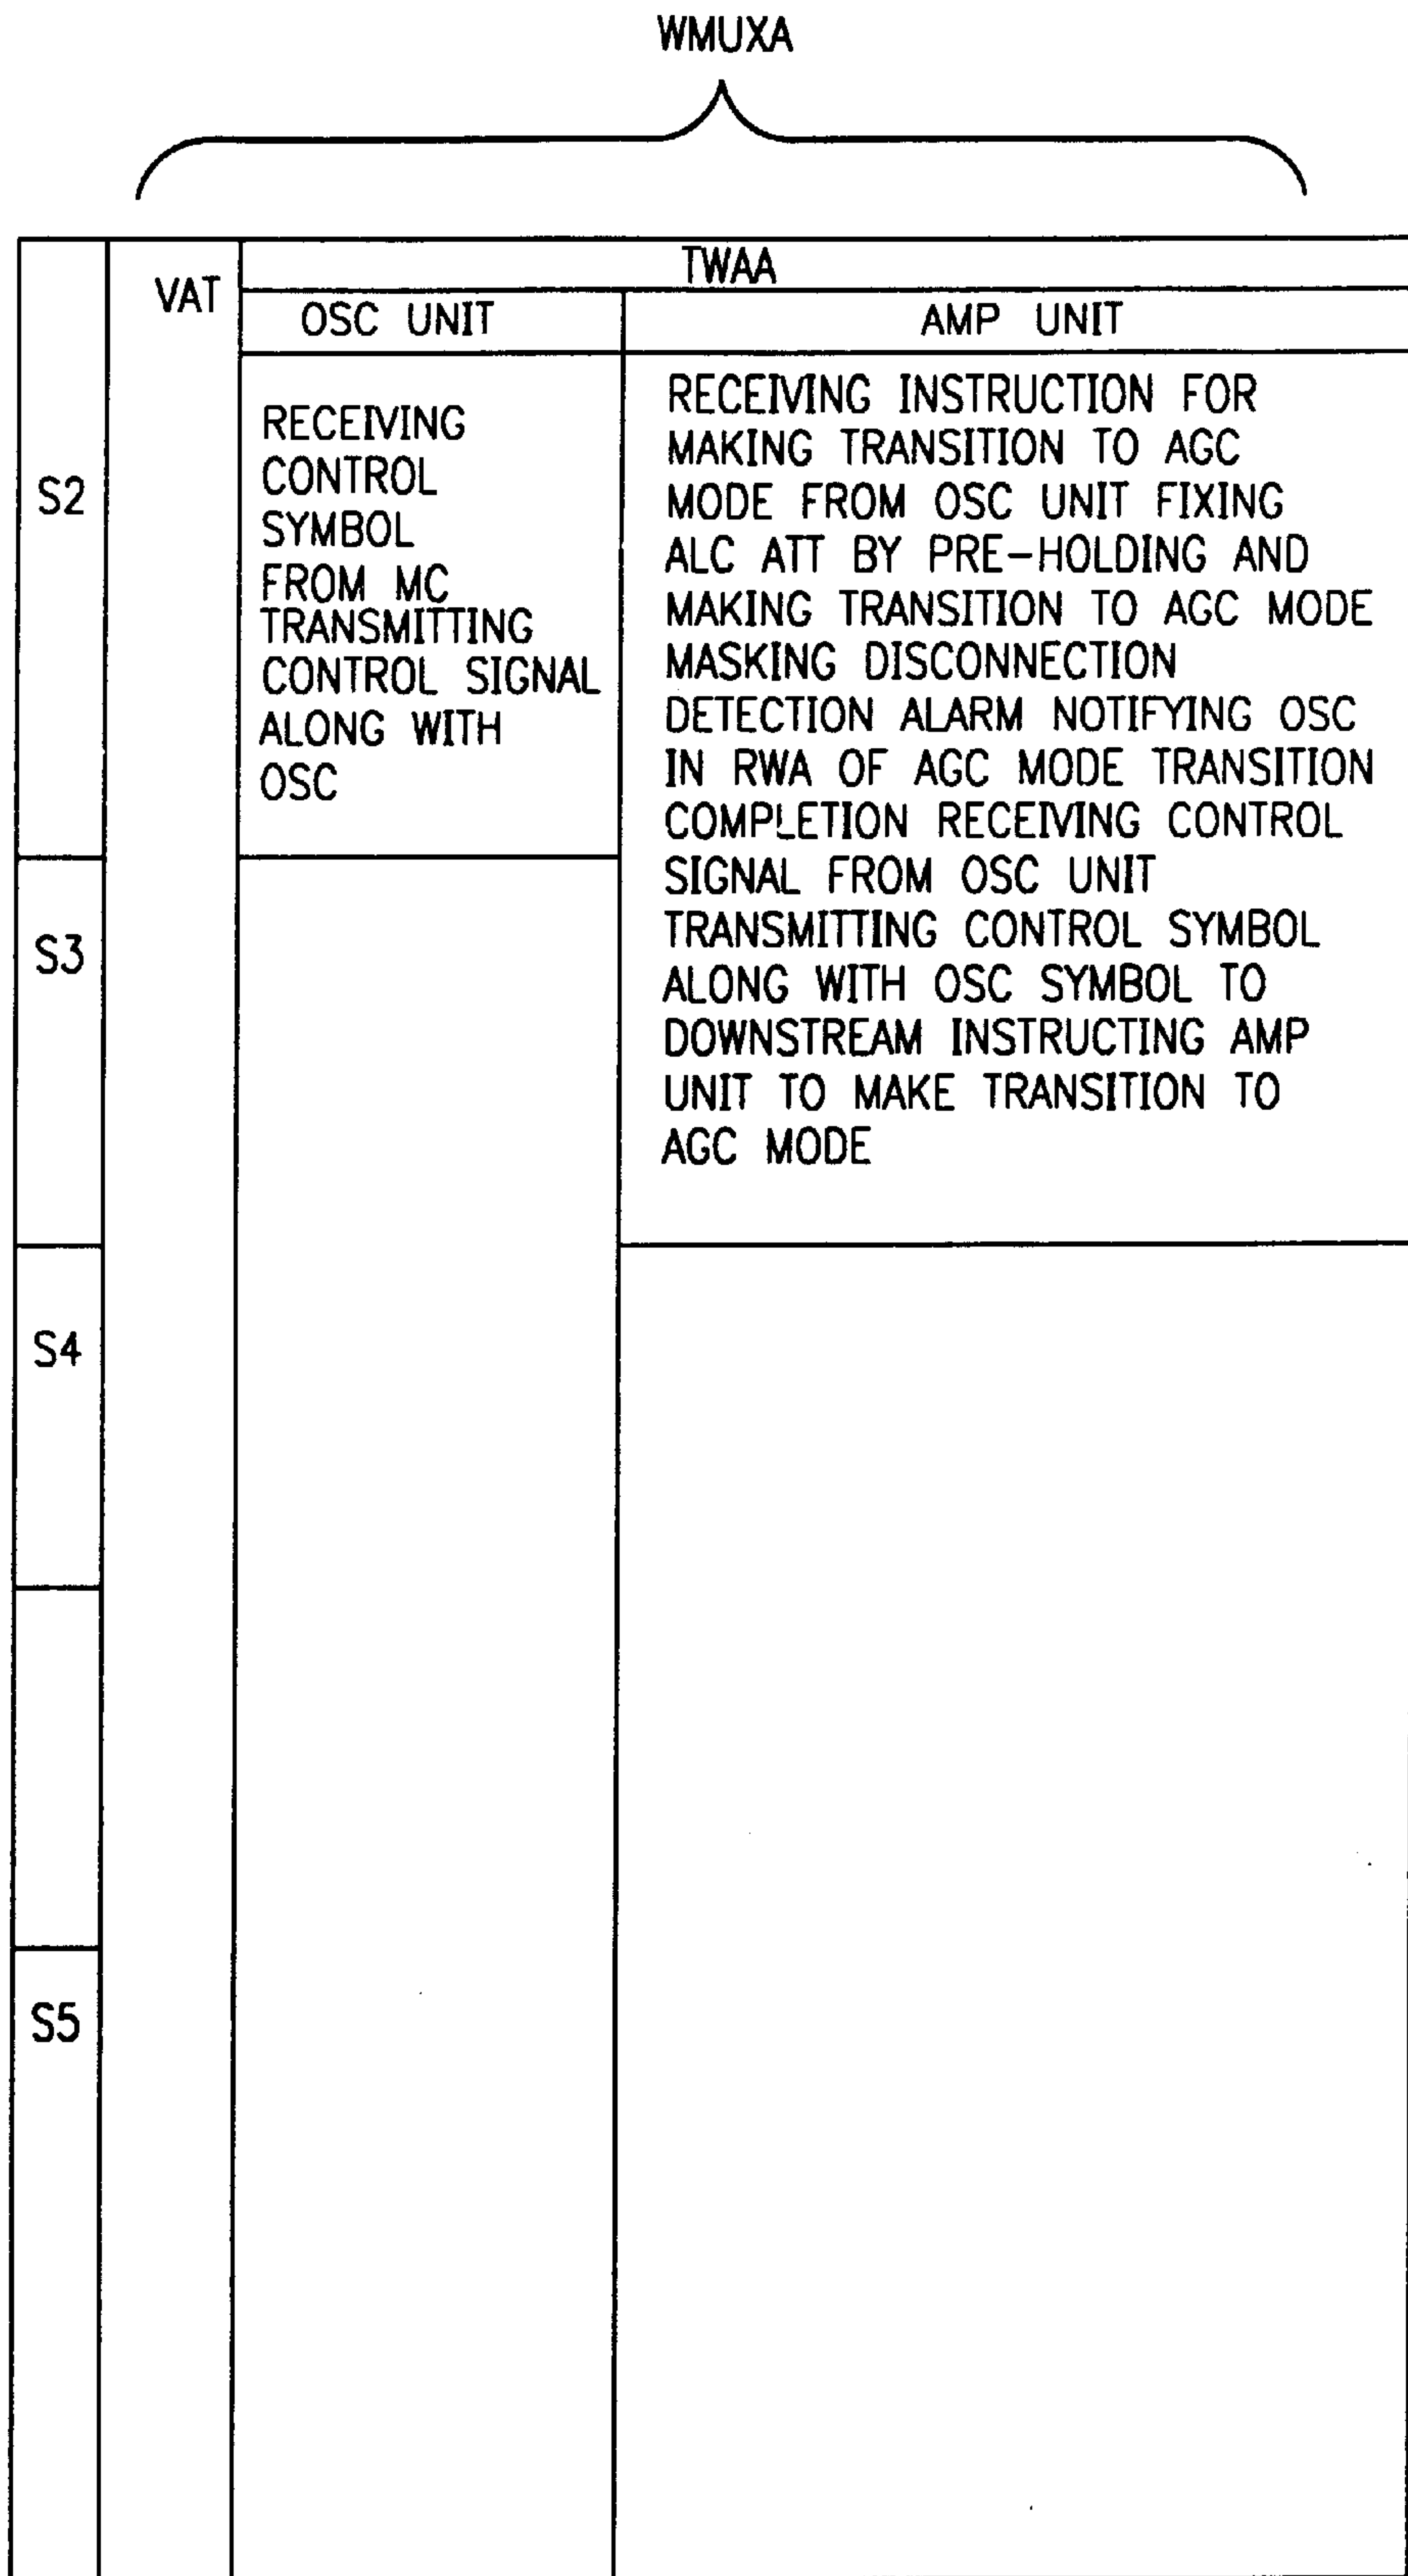 WMUXA
VAT
TWAA
OSC UNIT
AMP UNIT
S2
RECEIVING
CONTROL
SYMBOL
FROM MC
TRANSMITTING
CONTROL SIGNAL
ALONG WITH
OSC
RECEIVING INSTRUCTION FOR
MAKING TRANSITION TO AGC
MODE FROM OSC UNIT FIXING
ALC ATT BY PRE-HOLDING AND
MAKING TRANSITION TO AGC MODE
MASKING DISCONNECTION
DETECTION ALARM NOTIFYING OSC
IN RWA OF AGC MODE TRANSITION
COMPLETION RECEIVING CONTROL
SIGNAL FROM OSC UNIT
TRANSMITTING CONTROL SYMBOL
ALONG WITH OSC SYMBOL TO
DOWNSTREAM INSTRUCTING AMP
UNIT TO MAKE TRANSITION TO
AGC MODE
S3
S4
S5